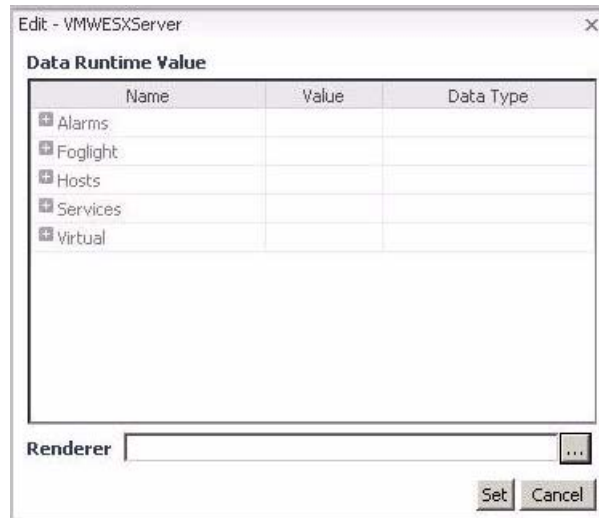 Edit - VMWESXServer ×
Data Runtime Value
Name Value Data Type
Alarms
Foglight
Hosts
Services
Virtual
Renderer ...
Set Cancel